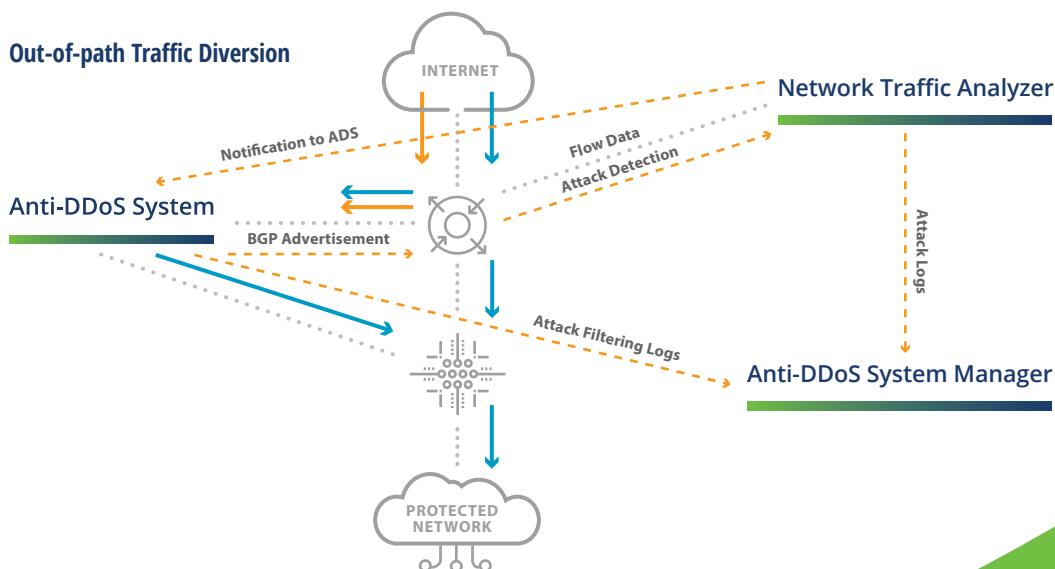 Out-of-path Traffic Diversion
INTERNET
Network Traffic Analyzer
Notification to ADS
Flow Data
Attack Detection
Anti-DDoS System
BGP Advertisement
Attack Logs
Attack Filtering Logs
Anti-DDoS System Manager
PROTECTED
NETWORK